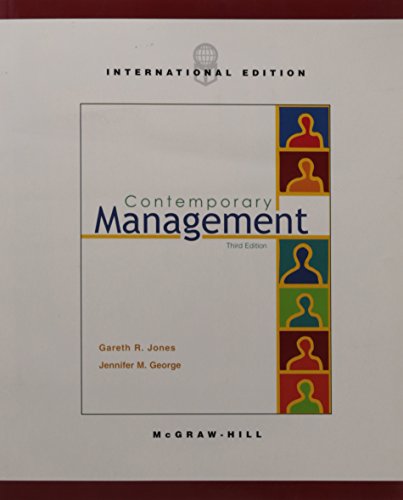 INTERNATIONAL EDITION
Contemporary
Management
Third Edition
Gareth R. Jones
Jennifer M. George
McGRAW-HILL